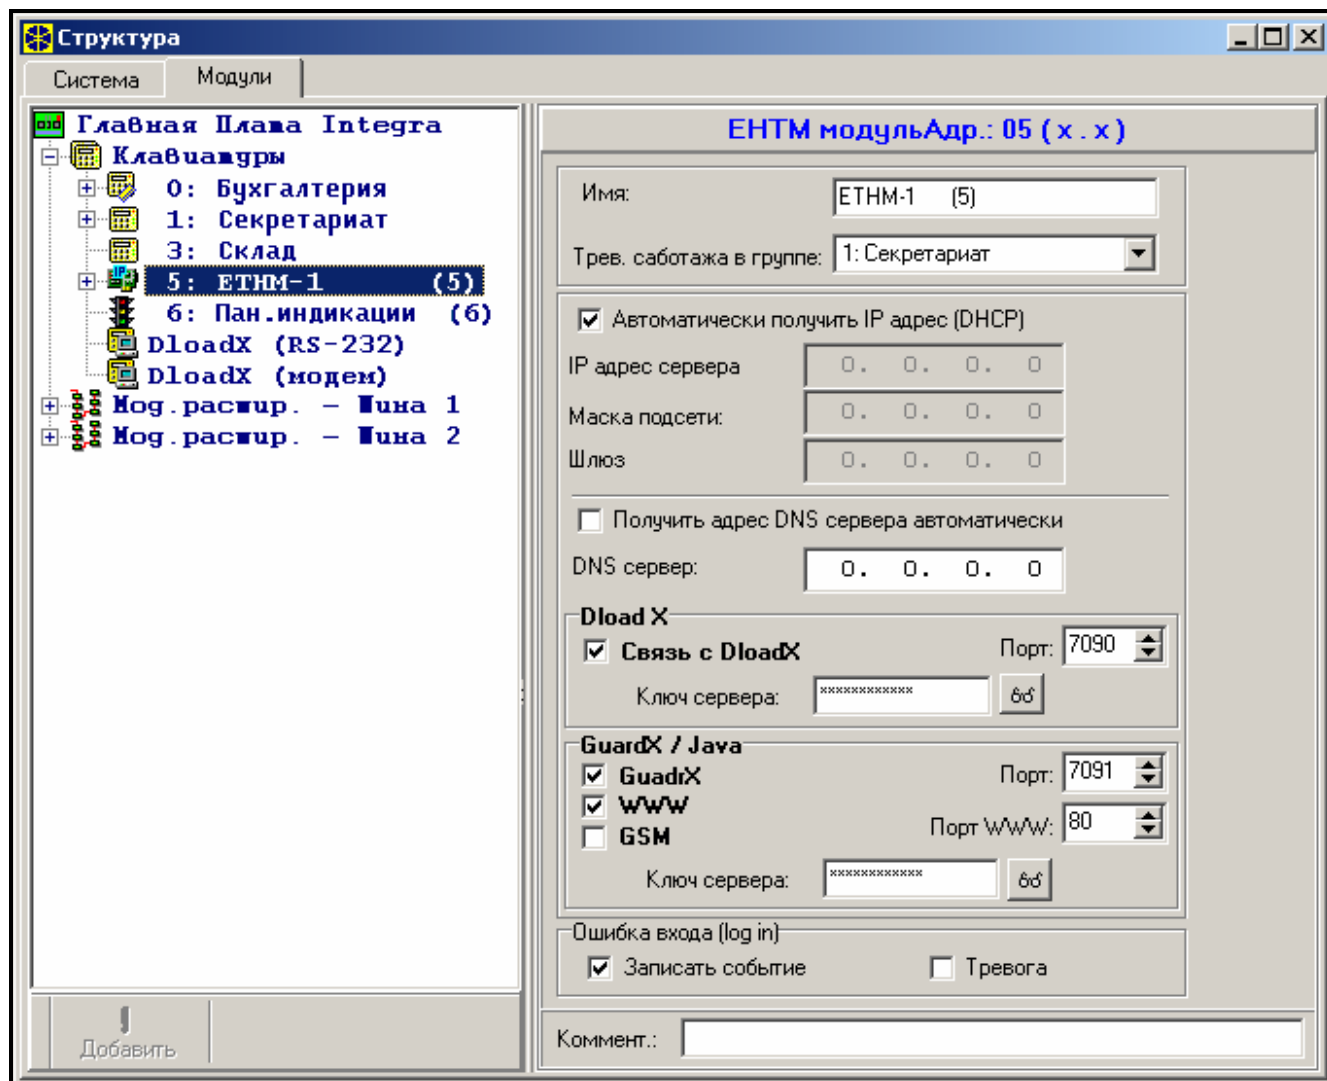 Структура
Система Модули
Главная Плата Integra
Клавиатуры
0: Бухгалтерия
1: Секретариат
3: Склад
5: ETHM-1 (5)
6: Пан.индикации (6)
DloadX (RS-232)
DloadX (модем)
Мод.расшир. - Шина 1
Мод.расшир. - Шина 2
Добавить
EHTM модульАдр.: 05 ( x . x )
Имя: ETHM-1 (5)
Трев. саботажа в группе: 1: Секретариат
Автоматически получить IP адрес (DHCP)
IP адрес сервера 0. 0. 0. 0
Маска подсети: 0. 0. 0. 0
Шлюз 0. 0. 0. 0
Получить адрес DNS сервера автоматически
DNS сервер: 0. 0. 0. 0
Dload X
Связь с DloadX Порт: 7090
Ключ сервера: ************
GuardX / Java
GuadrX Порт: 7091
WWW
Порт WWW: 80
GSM
Ключ сервера: ************
Ошибка входа (log in)
Записать событие Тревога
Коммент.: